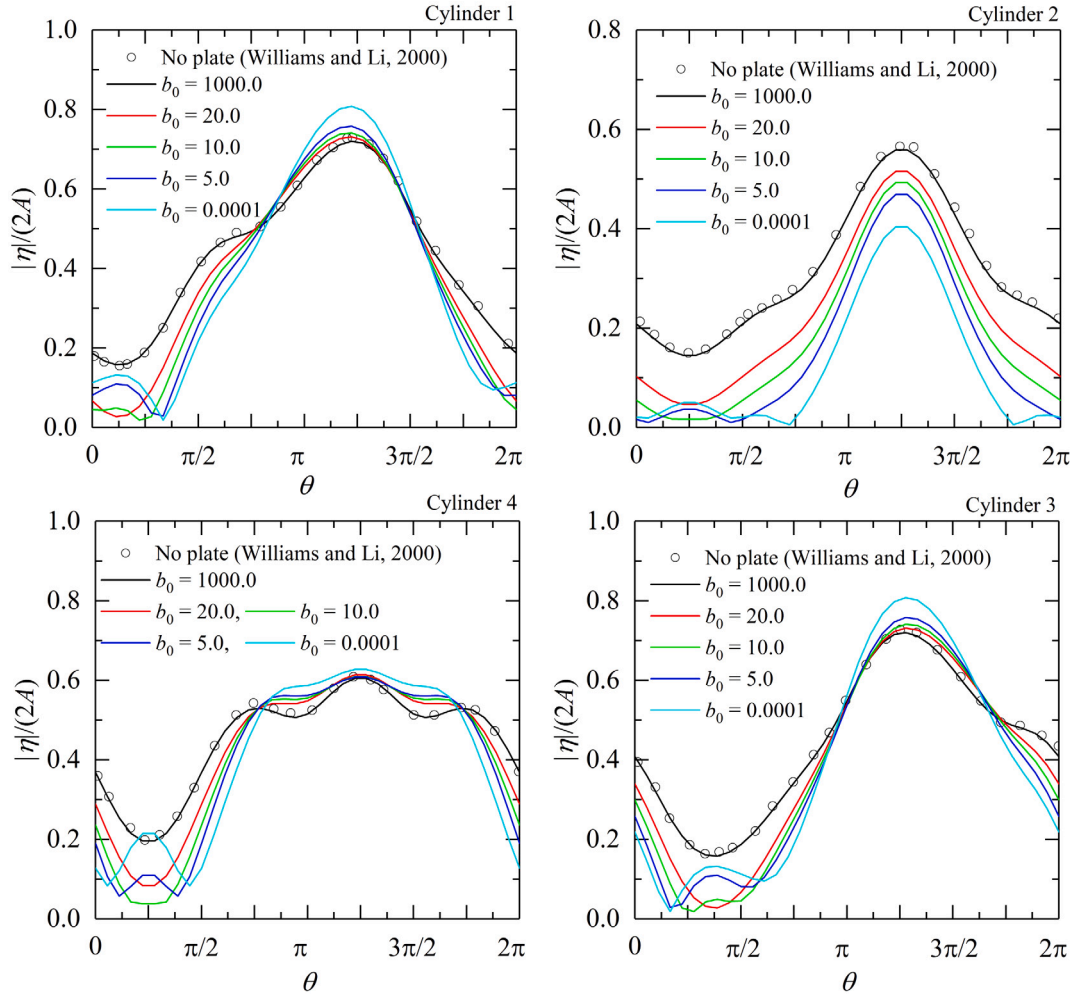 Cylinder 1
1.0
0.8
0.6
0.4
0.2
0.0
|η|/(2A)
No plate (Williams and Li, 2000)
b₀ = 1000.0
b₀ = 20.0
b₀ = 10.0
b₀ = 5.0
b₀ = 0.0001
0 π/2 π 3π/2 2π
θ
Cylinder 2
0.8
0.6
0.4
0.2
0.0
|η|/(2A)
No plate (Williams and Li, 2000)
b₀ = 1000.0
b₀ = 20.0
b₀ = 10.0
b₀ = 5.0
b₀ = 0.0001
0 π/2 π 3π/2 2π
θ
Cylinder 4
1.0
0.8
0.6
0.4
0.2
0.0
|η|/(2A)
No plate (Williams and Li, 2000)
b₀ = 1000.0
b₀ = 20.0, b₀ = 10.0
b₀ = 5.0, b₀ = 0.0001
0 π/2 π 3π/2 2π
θ
Cylinder 3
1.0
0.8
0.6
0.4
0.2
0.0
|η|/(2A)
No plate (Williams and Li, 2000)
b₀ = 1000.0
b₀ = 20.0
b₀ = 10.0
b₀ = 5.0
b₀ = 0.0001
0 π/2 π 3π/2 2π
θ